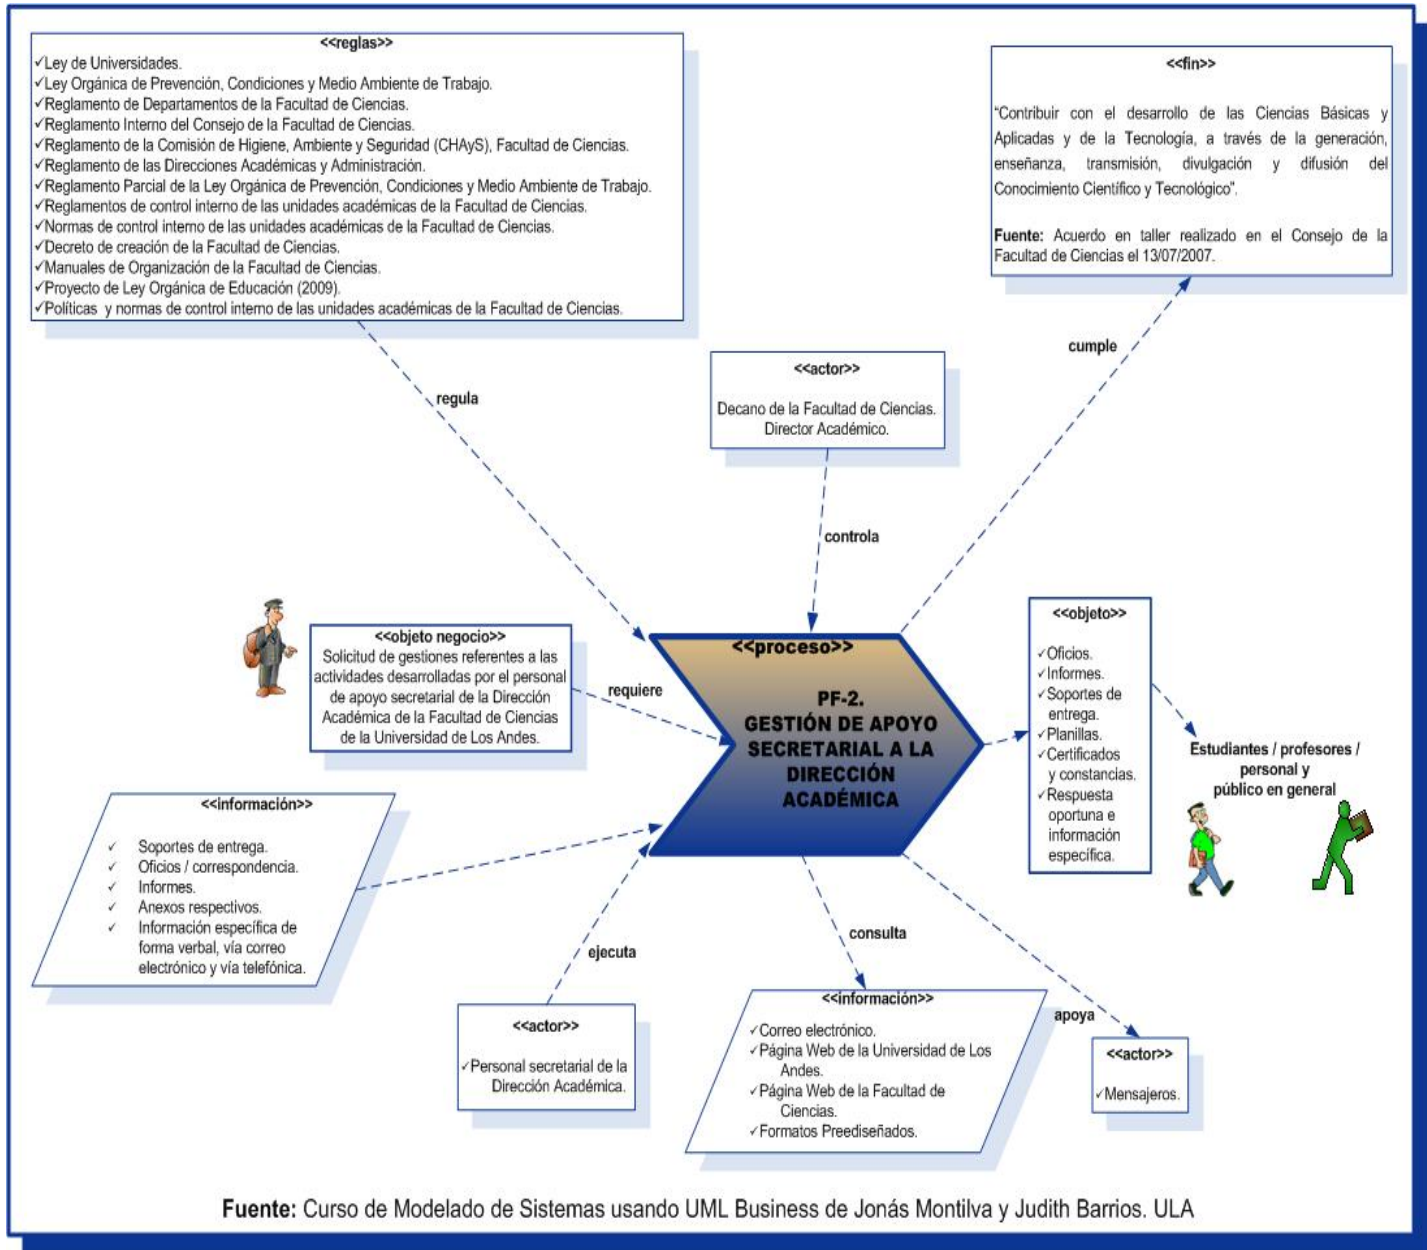 <<reglas>>
✓Ley de Universidades.
✓Ley Orgánica de Prevención, Condiciones y Medio Ambiente de Trabajo.
✓Reglamento de Departamentos de la Facultad de Ciencias.
✓Reglamento Interno del Consejo de la Facultad de Ciencias.
✓Reglamento de la Comisión de Higiene, Ambiente y Seguridad (CHAyS), Facultad de Ciencias.
✓Reglamento de las Direcciones Académicas y Administración.
✓Reglamento Parcial de la Ley Orgánica de Prevención, Condiciones y Medio Ambiente de Trabajo.
✓Reglamentos de control interno de las unidades académicas de la Facultad de Ciencias.
✓Normas de control interno de las unidades académicas de la Facultad de Ciencias.
✓Decreto de creación de la Facultad de Ciencias.
✓Manuales de Organización de la Facultad de Ciencias.
✓Proyecto de Ley Orgánica de Educación (2009).
✓Políticas y normas de control interno de las unidades académicas de la Facultad de Ciencias.
<<fin>>
"Contribuir con el desarrollo de las Ciencias Básicas y
Aplicadas y de la Tecnología, a través de la generación,
enseñanza, transmisión, divulgación y difusión del
Conocimiento Científico y Tecnológico".
Fuente: Acuerdo en taller realizado en el Consejo de la
Facultad de Ciencias el 13/07/2007.
regula
<<actor>>
Decano de la Facultad de Ciencias.
Director Académico.
cumple
controla
<<objeto negocio>>
Solicitud de gestiones referentes a las
actividades desarrolladas por el personal
de apoyo secretarial de la Dirección
Académica de la Facultad de Ciencias
de la Universidad de Los Andes.
requiere
<<proceso>>
PF-2.
GESTIÓN DE APOYO
SECRETARIAL A LA
DIRECCIÓN
ACADÉMICA
<<objeto>>
✓Oficios.
✓Informes.
✓Soportes de
entrega.
✓Planillas.
✓Certificados
y constancias.
✓Respuesta
oportuna e
información
específica.
Estudiantes / profesores /
personal y
público en general
<<información>>
✓ Soportes de entrega.
✓ Oficios / correspondencia.
✓ Informes.
✓ Anexos respectivos.
✓ Información específica de
forma verbal, vía correo
electrónico y vía telefónica.
ejecuta
<<actor>>
✓Personal secretarial de la
Dirección Académica.
consulta
<<información>>
✓Correo electrónico.
✓Página Web de la Universidad de Los
Andes.
✓Página Web de la Facultad de
Ciencias.
✓Formatos Preediseñados.
apoya
<<actor>>
✓Mensajeros.
Fuente: Curso de Modelado de Sistemas usando UML Business de Jonás Montilva y Judith Barrios. ULA